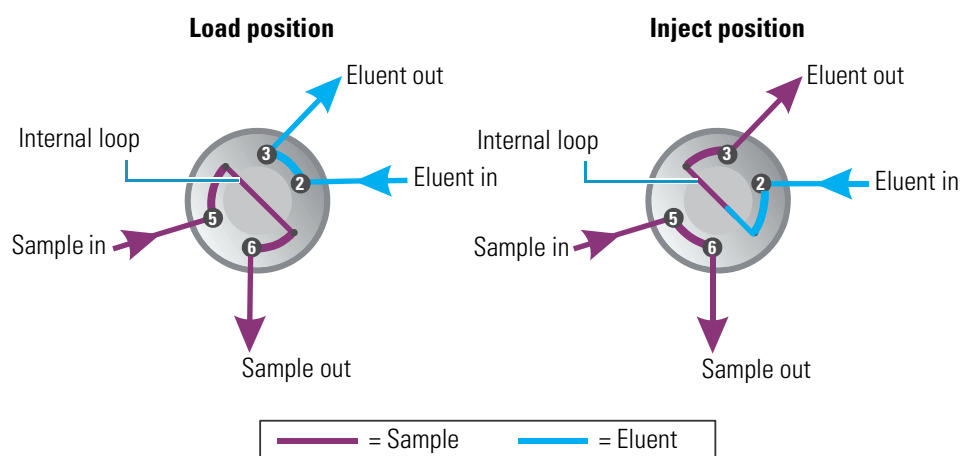 Load position
Eluent out
Internal loop
3
2
Eluent in
5
Sample in
6
Sample out
Inject position
Eluent out
Internal loop
3
2
Eluent in
5
Sample in
6
Sample out
= Sample
= Eluent